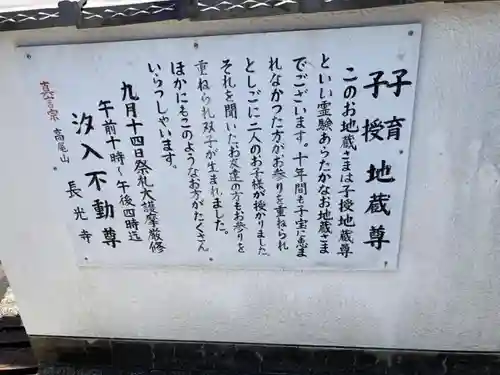 子育
子授地蔵尊
このお地蔵さまは子授地蔵尊
といい霊験あらたかなお地蔵さま
でございます。十年間も子宝に恵ま
れなかつた方がお参りを重ねられ
としごに二人のお子様が授かりました
それを聞いたお友達の方もお参りを
重ねられ双子が生まれました。
ほかにもこのようなお方がたくさん
いらつしやいます。
九月十四日祭礼大護摩厳修
午前十時〜午後四時迄
汐入不動尊
真言宗 高尾山 長光寺